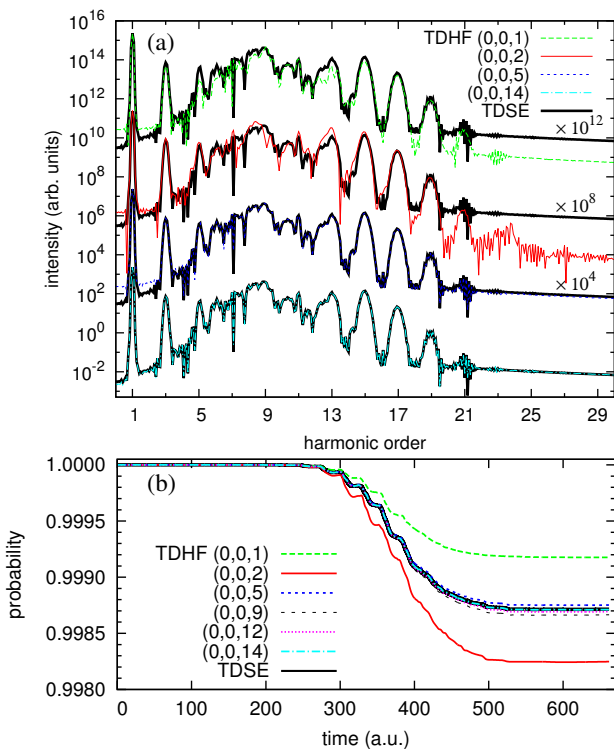 (a)
TDHF (0,0,1)
(0,0,2)
(0,0,5)
(0,0,14)
TDSE
10^16
10^14
10^12
10^10
10^8
10^6
10^4
10^2
10^0
10^-2
× 10^12
× 10^8
× 10^4
intensity (arb. units)
1 5 9 13 17 21 25 29
harmonic order
(b)
1.0000
0.9995
0.9990
0.9985
0.9980
probability
TDHF (0,0,1)
(0,0,2)
(0,0,5)
(0,0,9)
(0,0,12)
(0,0,14)
TDSE
0 100 200 300 400 500 600
time (a.u.)